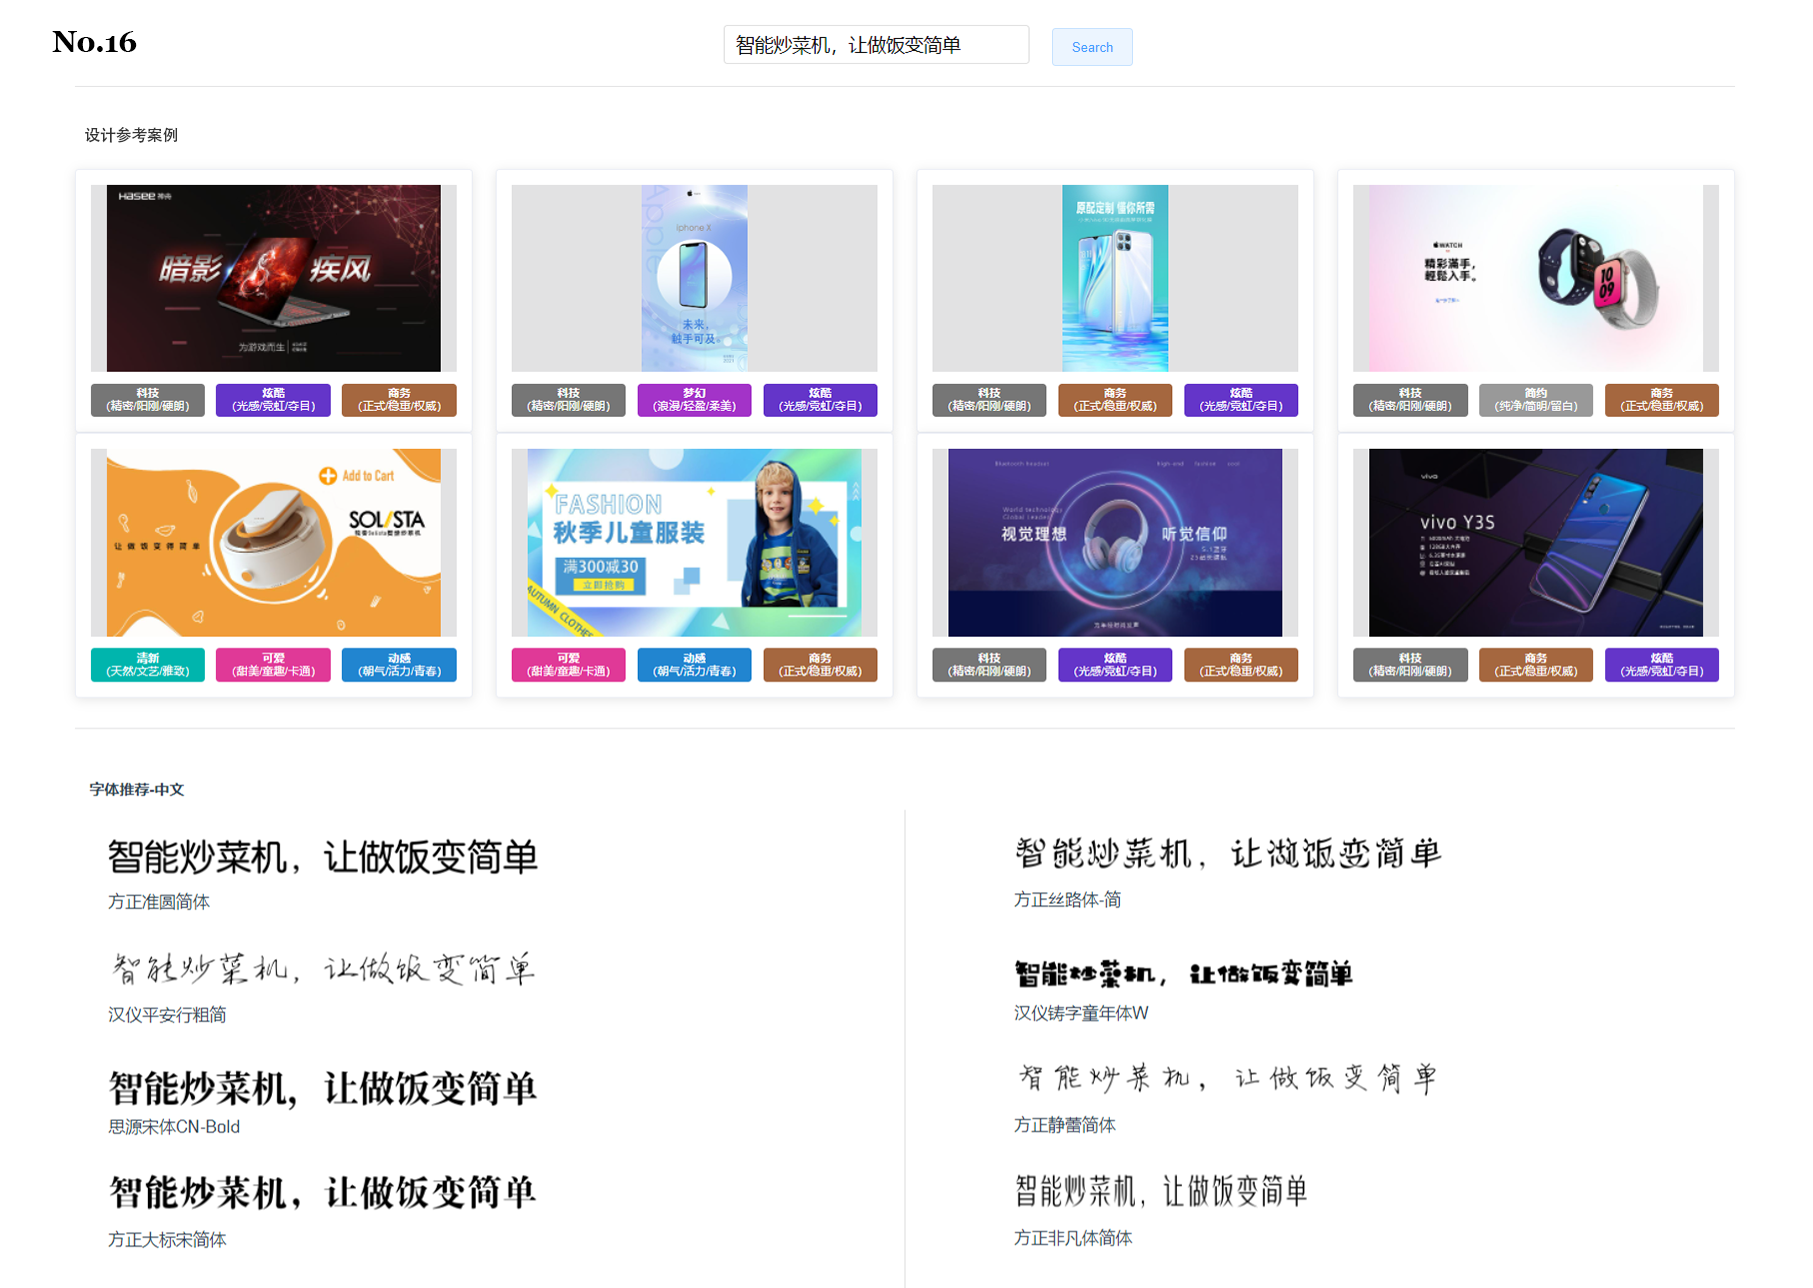 No.16
智能炒菜机，让做饭变简单
Search
设计参考案例
HASEE 神舟
暗影 疾风
为游戏而生
科技
(精密/阳刚/硬朗)
炫酷
(光感/霓虹/夺目)
商务
(正式/稳重/权威)
Apple
Iphone X
未来，
触手可及。
科技
(精密/阳刚/硬朗)
梦幻
(浪漫/轻盈/柔美)
炫酷
(光感/霓虹/夺目)
原配定制 懂你所需
科技
(精密/阳刚/硬朗)
商务
(正式/稳重/权威)
炫酷
(光感/霓虹/夺目)
WATCH
精彩滿手，
輕鬆入手。
10
09
科技
(精密/阳刚/硬朗)
简约
(纯净/简明/留白)
商务
(正式/稳重/权威)
Add to Cart
SOLISTA
让做饭变得简单
清新
(天然/文艺/雅致)
可爱
(甜美/童趣/卡通)
动感
(朝气/活力/青春)
FASHION
秋季儿童服装
满300减30
立即抢购
AUTUMN CLOTHES
可爱
(甜美/童趣/卡通)
动感
(朝气/活力/青春)
商务
(正式/稳重/权威)
Bluetooth headset
high-end fashion cool
World technology
Global Leader
视觉理想
听觉信仰
5.1蓝牙
科技
(精密/阳刚/硬朗)
炫酷
(光感/霓虹/夺目)
商务
(正式/稳重/权威)
vivo
vivo Y3S
科技
(精密/阳刚/硬朗)
商务
(正式/稳重/权威)
炫酷
(光感/霓虹/夺目)
字体推荐-中文
智能炒菜机，让做饭变简单
方正准圆简体
智能炒菜机，让做饭变简单
方正丝路体-简
智能炒菜机，让做饭变简单
汉仪平安行粗简
智能炒菜机，让做饭变简单
汉仪铸字童年体W
智能炒菜机，让做饭变简单
思源宋体CN-Bold
智能炒菜机，让做饭变简单
方正静蕾简体
智能炒菜机，让做饭变简单
方正大标宋简体
智能炒菜机，让做饭变简单
方正非凡体简体